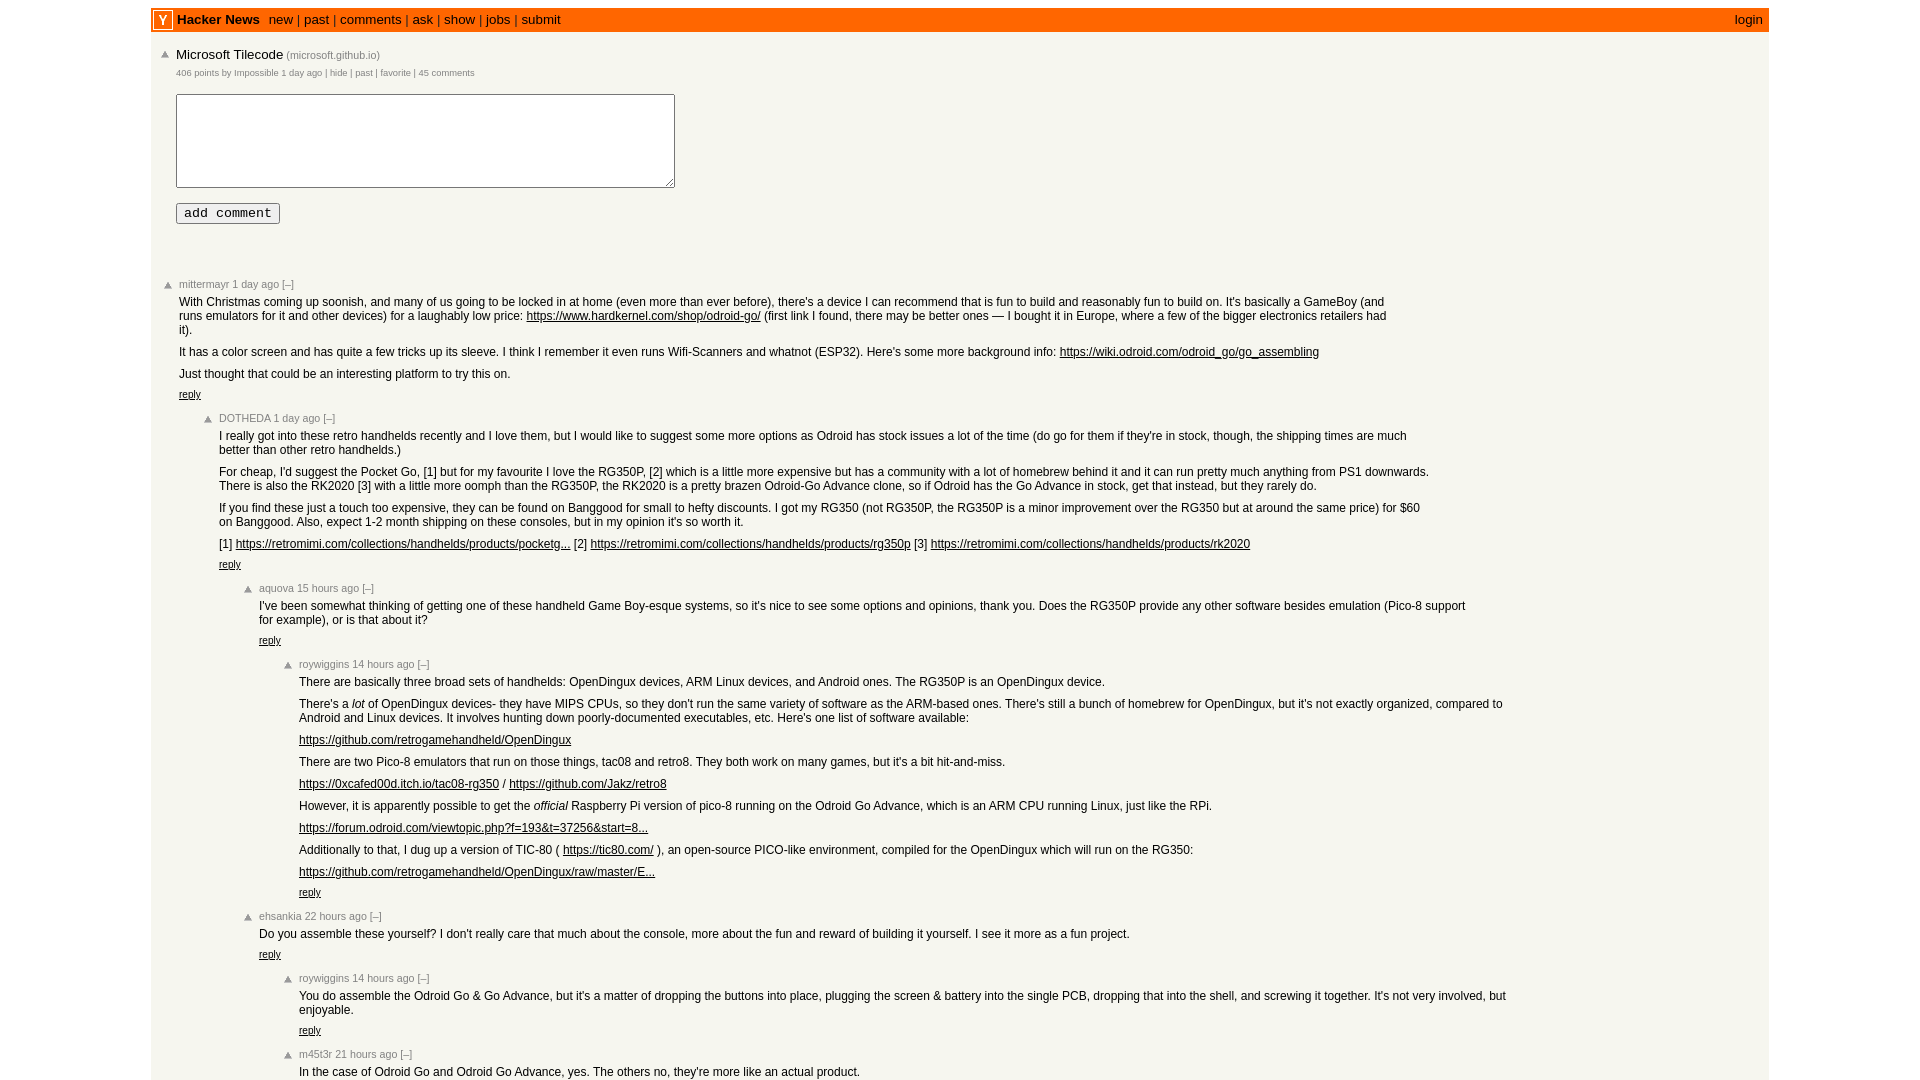 Y Hacker News new | past | comments | ask | show | jobs | submit login
Microsoft Tilecode (microsoft.github.io)
406 points by Impossible 1 day ago | hide | past | favorite | 45 comments
add comment
mittermayr 1 day ago [–]
With Christmas coming up soonish, and many of us going to be locked in at home (even more than ever before), there's a device I can recommend that is fun to build and reasonably fun to build on. It's basically a GameBoy (and
runs emulators for it and other devices) for a laughably low price: https://www.hardkernel.com/shop/odroid-go/ (first link I found, there may be better ones — I bought it in Europe, where a few of the bigger electronics retailers had
it).
It has a color screen and has quite a few tricks up its sleeve. I think I remember it even runs Wifi-Scanners and whatnot (ESP32). Here's some more background info: https://wiki.odroid.com/odroid_go/go_assembling
Just thought that could be an interesting platform to try this on.
reply
DOTHEDA 1 day ago [–]
I really got into these retro handhelds recently and I love them, but I would like to suggest some more options as Odroid has stock issues a lot of the time (do go for them if they're in stock, though, the shipping times are much
better than other retro handhelds.)
For cheap, I'd suggest the Pocket Go, [1] but for my favourite I love the RG350P, [2] which is a little more expensive but has a community with a lot of homebrew behind it and it can run pretty much anything from PS1 downwards.
There is also the RK2020 [3] with a little more oomph than the RG350P, the RK2020 is a pretty brazen Odroid-Go Advance clone, so if Odroid has the Go Advance in stock, get that instead, but they rarely do.
If you find these just a touch too expensive, they can be found on Banggood for small to hefty discounts. I got my RG350 (not RG350P, the RG350P is a minor improvement over the RG350 but at around the same price) for $60
on Banggood. Also, expect 1-2 month shipping on these consoles, but in my opinion it's so worth it.
[1] https://retromimi.com/collections/handhelds/products/pocketg... [2] https://retromimi.com/collections/handhelds/products/rg350p [3] https://retromimi.com/collections/handhelds/products/rk2020
reply
aquova 15 hours ago [–]
I've been somewhat thinking of getting one of these handheld Game Boy-esque systems, so it's nice to see some options and opinions, thank you. Does the RG350P provide any other software besides emulation (Pico-8 support
for example), or is that about it?
reply
roywiggins 14 hours ago [–]
There are basically three broad sets of handhelds: OpenDingux devices, ARM Linux devices, and Android ones. The RG350P is an OpenDingux device.
There's a lot of OpenDingux devices- they have MIPS CPUs, so they don't run the same variety of software as the ARM-based ones. There's still a bunch of homebrew for OpenDingux, but it's not exactly organized, compared to
Android and Linux devices. It involves hunting down poorly-documented executables, etc. Here's one list of software available:
https://github.com/retrogamehandheld/OpenDingux
There are two Pico-8 emulators that run on those things, tac08 and retro8. They both work on many games, but it's a bit hit-and-miss.
https://0xcafed00d.itch.io/tac08-rg350 / https://github.com/Jakz/retro8
However, it is apparently possible to get the official Raspberry Pi version of pico-8 running on the Odroid Go Advance, which is an ARM CPU running Linux, just like the RPi.
https://forum.odroid.com/viewtopic.php?f=193&t=37256&start=8...
Additionally to that, I dug up a version of TIC-80 ( https://tic80.com/ ), an open-source PICO-like environment, compiled for the OpenDingux which will run on the RG350:
https://github.com/retrogamehandheld/OpenDingux/raw/master/E...
reply
ehsankia 22 hours ago [–]
Do you assemble these yourself? I don't really care that much about the console, more about the fun and reward of building it yourself. I see it more as a fun project.
reply
roywiggins 14 hours ago [–]
You do assemble the Odroid Go & Go Advance, but it's a matter of dropping the buttons into place, plugging the screen & battery into the single PCB, dropping that into the shell, and screwing it together. It's not very involved, but
enjoyable.
reply
m45t3r 21 hours ago [–]
In the case of Odroid Go and Odroid Go Advance, yes. The others no, they're more like an actual product.